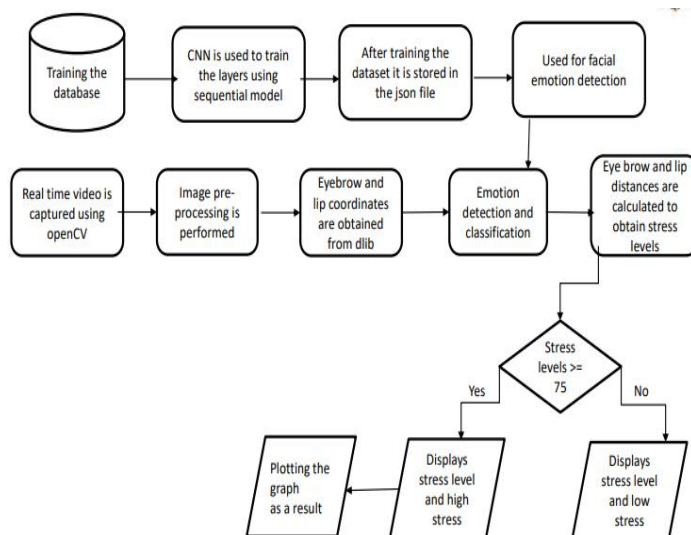 Training the
database
CNN is used to train
the layers using
sequential model
After training the
dataset it is stored in
the json file
Used for facial
emotion detection
Real time video is
captured using
openCV
Image pre-
processing is
performed
Eyebrow and
lip coordinates
are obtained
from dlib
Emotion
detection and
classification
Eye brow and lip
distances are
calculated to
obtain stress
levels
Stress
levels >=
75
Yes
No
Plotting the
graph
as a result
Displays
stress level
and high
stress
Displays
stress level
and low
stress